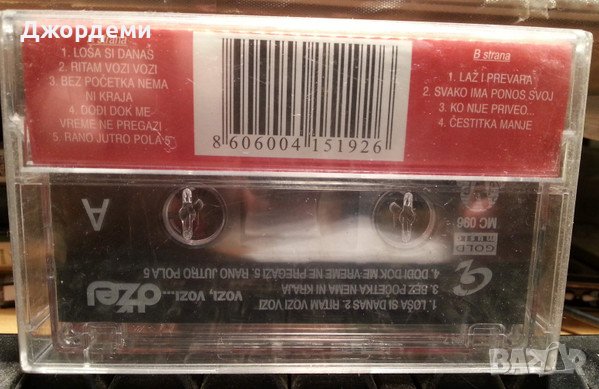 Джордеми
A strana
1. LOŠA SI DANAS
2. RITAM VOZI VOZI
3. BEZ POČETKA NEMA
NI KRAJA
4. DOĐI DOK ME
VREME NE PREGAZI
5. RANO JUTRO POLA 5
8 606004 151926
B strana
1. LAŽ I PREVARA
2. SVAKO IMA PONOS SVOJ
3. KO NIJE PRIVEO...
4. ČESTITKA MANJE
A
MC 096
GOLD
MUSIC
džej
VOZI, VOZI...
1. LOŠA SI DANAS 2. RITAM VOZI VOZI
3. BEZ POČETKA NEMA NI KRAJA
4. DOĐI DOK ME VREME NE PREGAZI 5. RANO JUTRO POLA 5
bazar